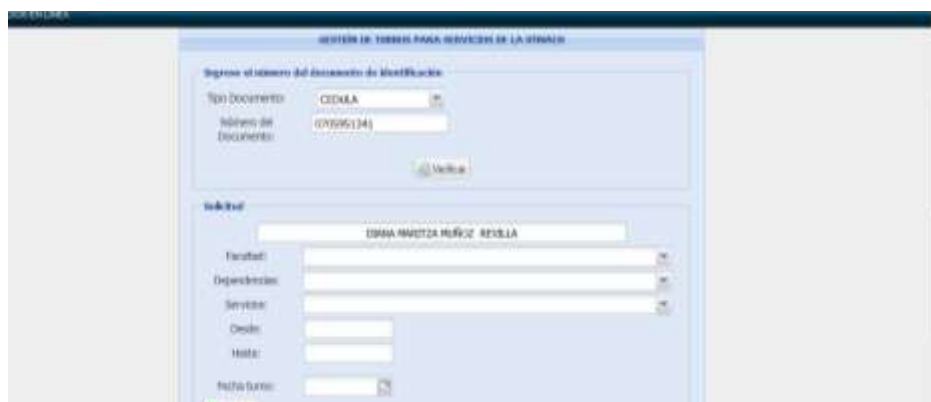 GESTIÓN DE TURNOS PARA SERVICIOS DE LA UTMACH
Ingrese el número del documento de identificación
Tipo Documento: CEDULA
Número del
Documento:
Verificar
Solicitud
DIANA MARITZA MUÑOZ REVILLA
Facultad:
Dependencias:
Servicios:
Desde:
Hasta:
Fecha turno: